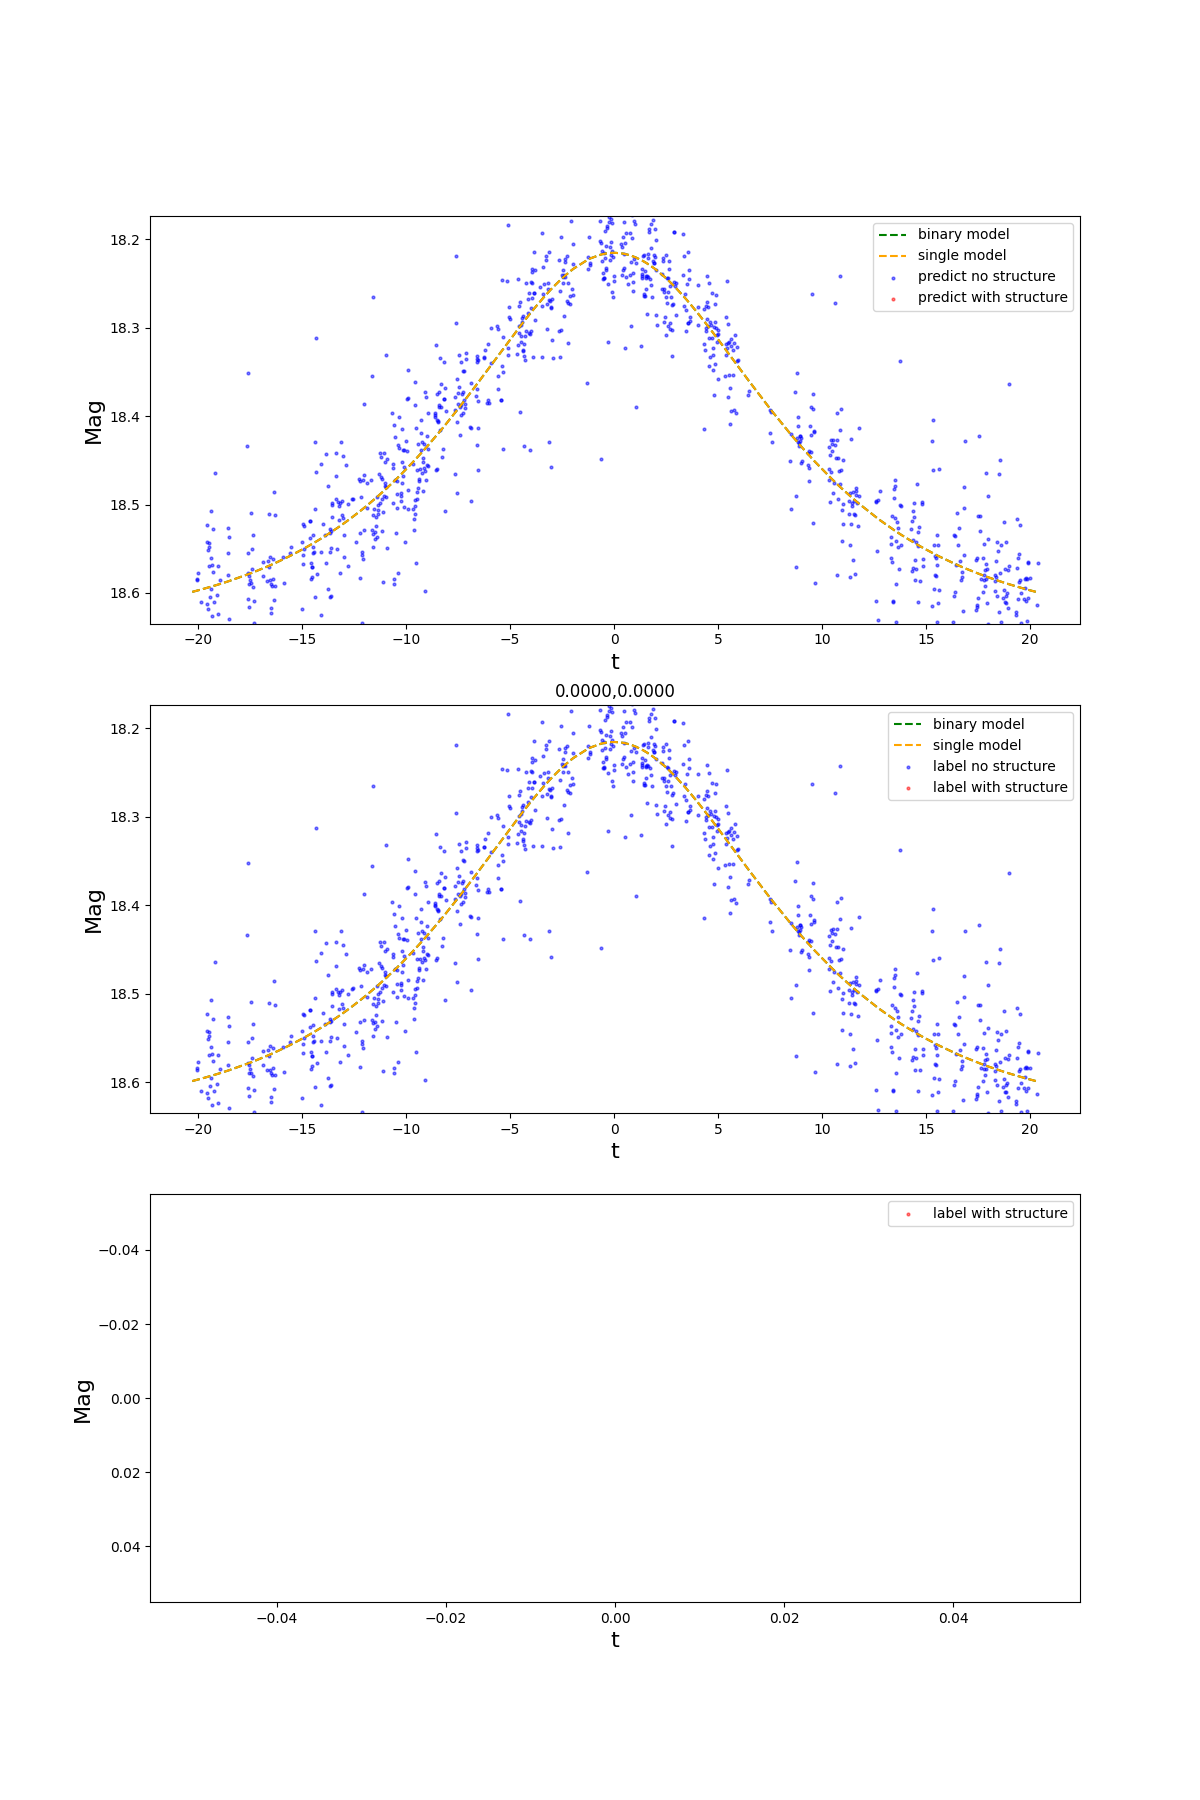 18.2
18.3
18.4
18.5
18.6
Mag
binary model
single model
predict no structure
predict with structure
−20 −15 −10 −5 0 5 10 15 20
t
0.0000,0.0000
18.2
18.3
18.4
18.5
18.6
Mag
binary model
single model
label no structure
label with structure
−20 −15 −10 −5 0 5 10 15 20
t
−0.04
−0.02
0.00
0.02
0.04
Mag
label with structure
−0.04 −0.02 0.00 0.02 0.04
t